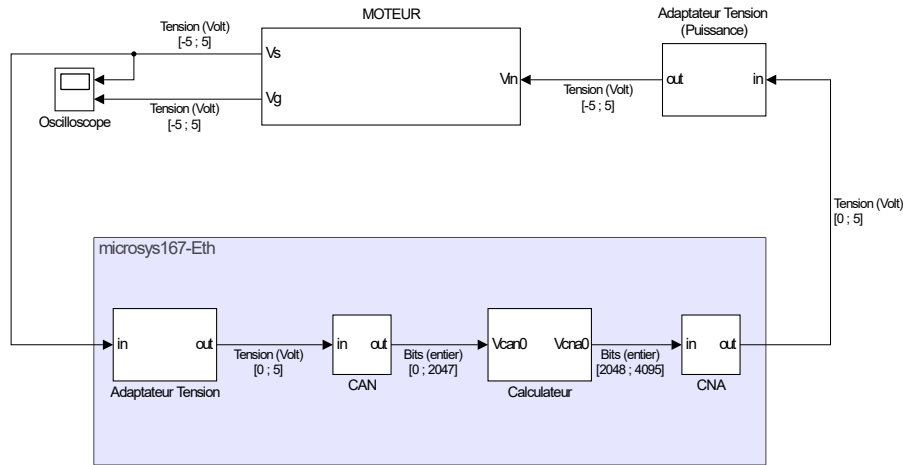 MOTEUR
Adaptateur Tension
(Puissance)
Tension (Volt)
[-5 ; 5]
Vs
Vg
Vin
out
in
Tension (Volt)
[-5 ; 5]
Tension (Volt)
[-5 ; 5]
Oscilloscope
Tension (Volt)
[0 ; 5]
microsys167-Eth
in
out
Tension (Volt)
[0 ; 5]
in
out
Bits (entier)
[0 ; 2047]
Vcan0
Vcna0
Bits (entier)
[2048 ; 4095]
in
out
Adaptateur Tension
CAN
Calculateur
CNA